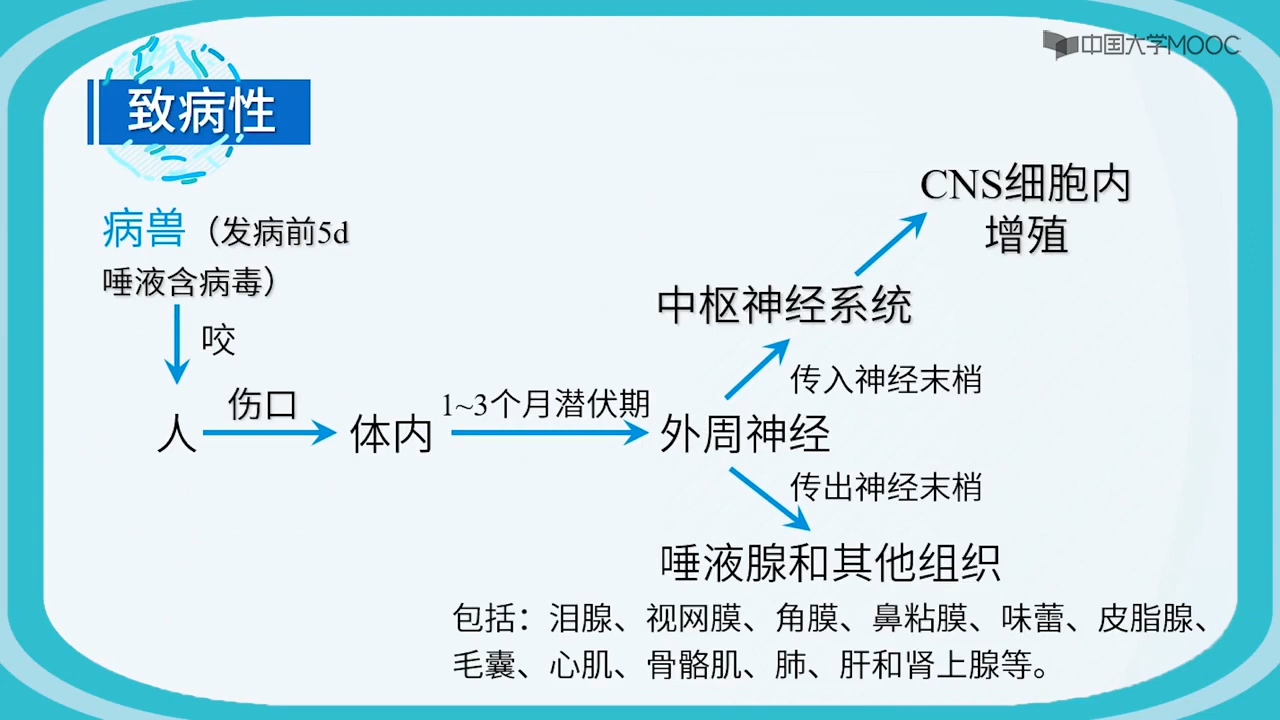 中国大学MOOC
致病性
病兽（发病前5d
唾液含病毒）
咬
人
伤口
体内
1~3个月潜伏期
外周神经
传入神经末梢
中枢神经系统
CNS细胞内
增殖
传出神经末梢
唾液腺和其他组织
包括：泪腺、视网膜、角膜、鼻粘膜、味蕾、皮脂腺、
毛囊、心肌、骨骼肌、肺、肝和肾上腺等。